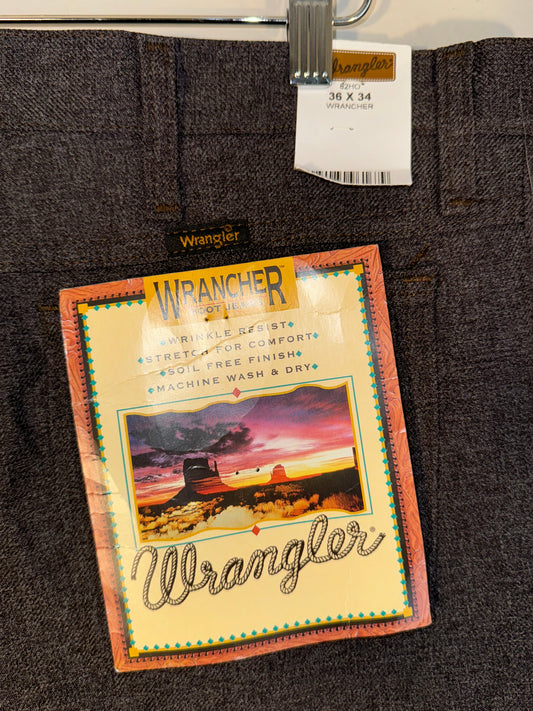 Wrangler
82HO
36 X 34
WRANCHER
Wrangler
WRANCHER
BOOT JEANS
WRINKLE RESIST
STRETCH FOR COMFORT
SOIL FREE FINISH
MACHINE WASH & DRY
Wrangler®